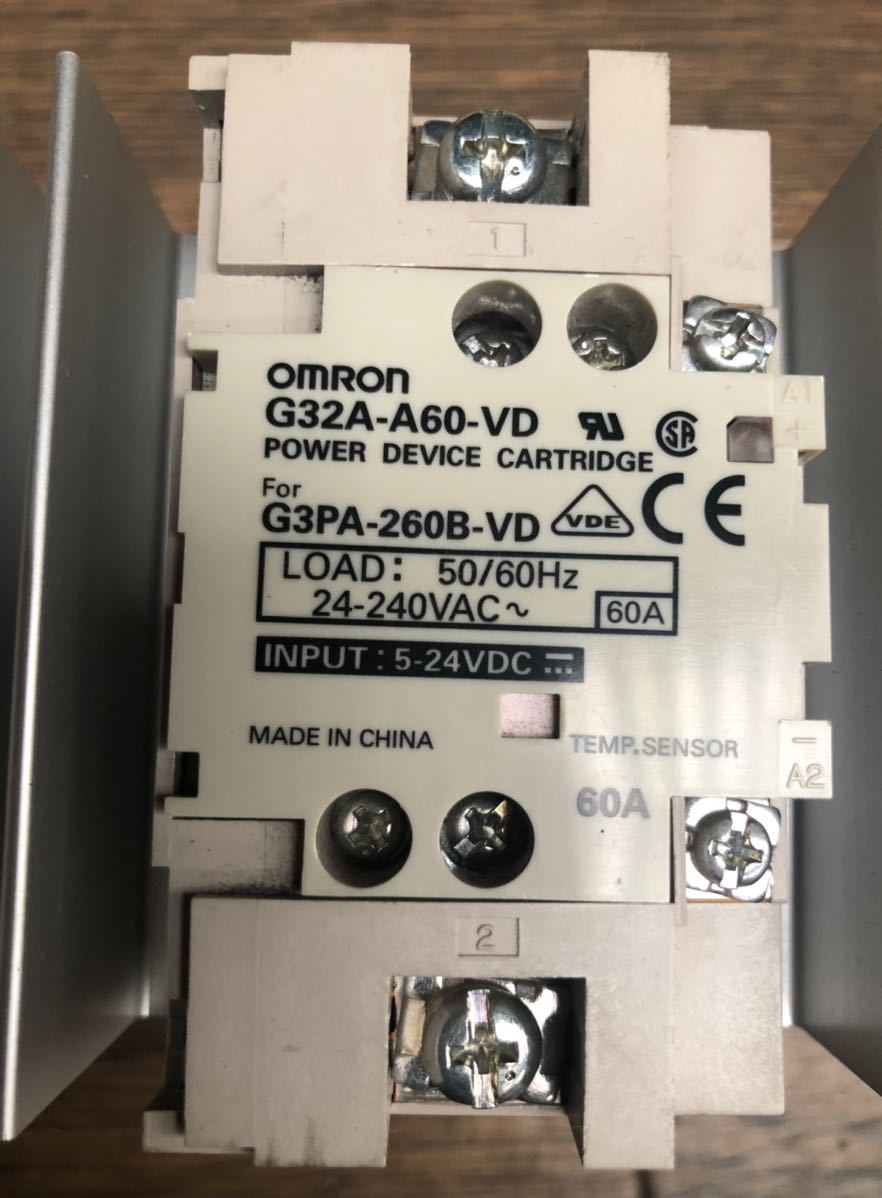 1
OMRON
G32A-A60-VD
POWER DEVICE CARTRIDGE
For
G3PA-260B-VD
VDE
CE
SA
A1
+
LOAD: 50/60Hz
24-240VAC~ 60A
INPUT : 5-24VDC
MADE IN CHINA
TEMP.SENSOR
60A
−
A2
2